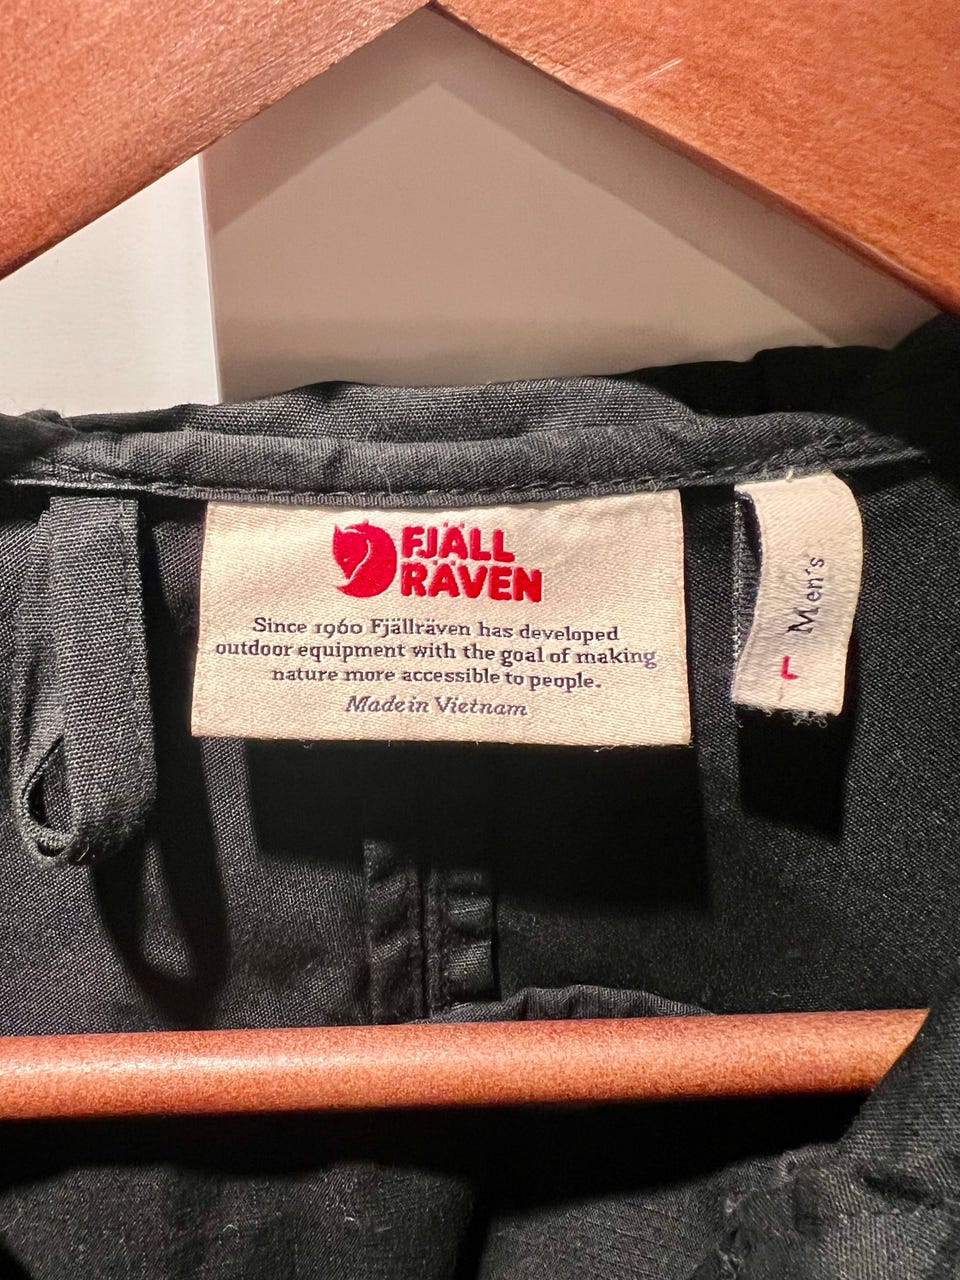 FJÄLL
RÄVEN
Since 1960 Fjällräven has developed
outdoor equipment with the goal of making
nature more accessible to people.
Made in Vietnam
L Men's